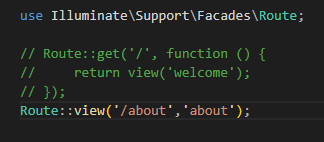 use Illuminate\Support\Facades\Route;
// Route::get('/', function () {
//     return view('welcome');
// });
Route::view('/about','about');